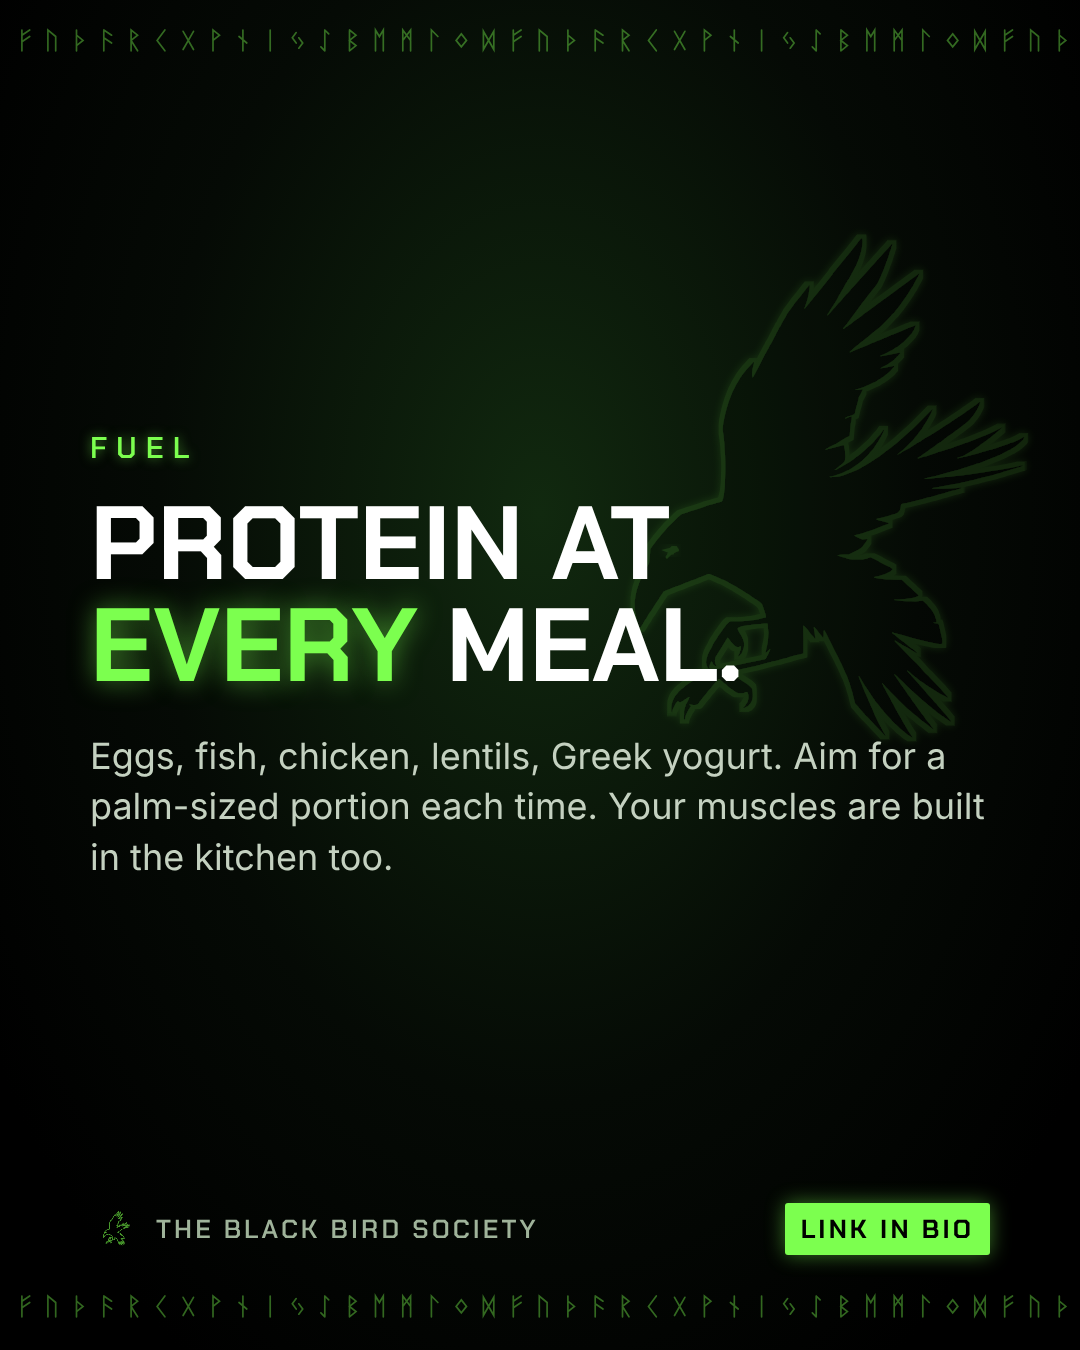 ᚠ ᚢ ᚦ ᚨ ᚱ ᚲ ᚷ ᚹ ᚾ ᛁ ᛃ ᛇ ᛒ ᛖ ᛗ ᛚ ᛜ ᛞ ᚠ ᚢ ᚦ ᚨ ᚱ ᚲ ᚷ ᚹ ᚾ ᛁ ᛃ ᛇ ᛒ ᛖ ᛗ ᛚ ᛜ ᛞ ᚠ ᚢ ᚦ
FUEL
PROTEIN AT
EVERY MEAL.
Eggs, fish, chicken, lentils, Greek yogurt. Aim for a
palm-sized portion each time. Your muscles are built
in the kitchen too.
THE BLACK BIRD SOCIETY
LINK IN BIO
ᚠ ᚢ ᚦ ᚨ ᚱ ᚲ ᚷ ᚹ ᚾ ᛁ ᛃ ᛇ ᛒ ᛖ ᛗ ᛚ ᛜ ᛞ ᚠ ᚢ ᚦ ᚨ ᚱ ᚲ ᚷ ᚹ ᚾ ᛁ ᛃ ᛇ ᛒ ᛖ ᛗ ᛚ ᛜ ᛞ ᚠ ᚢ ᚦ